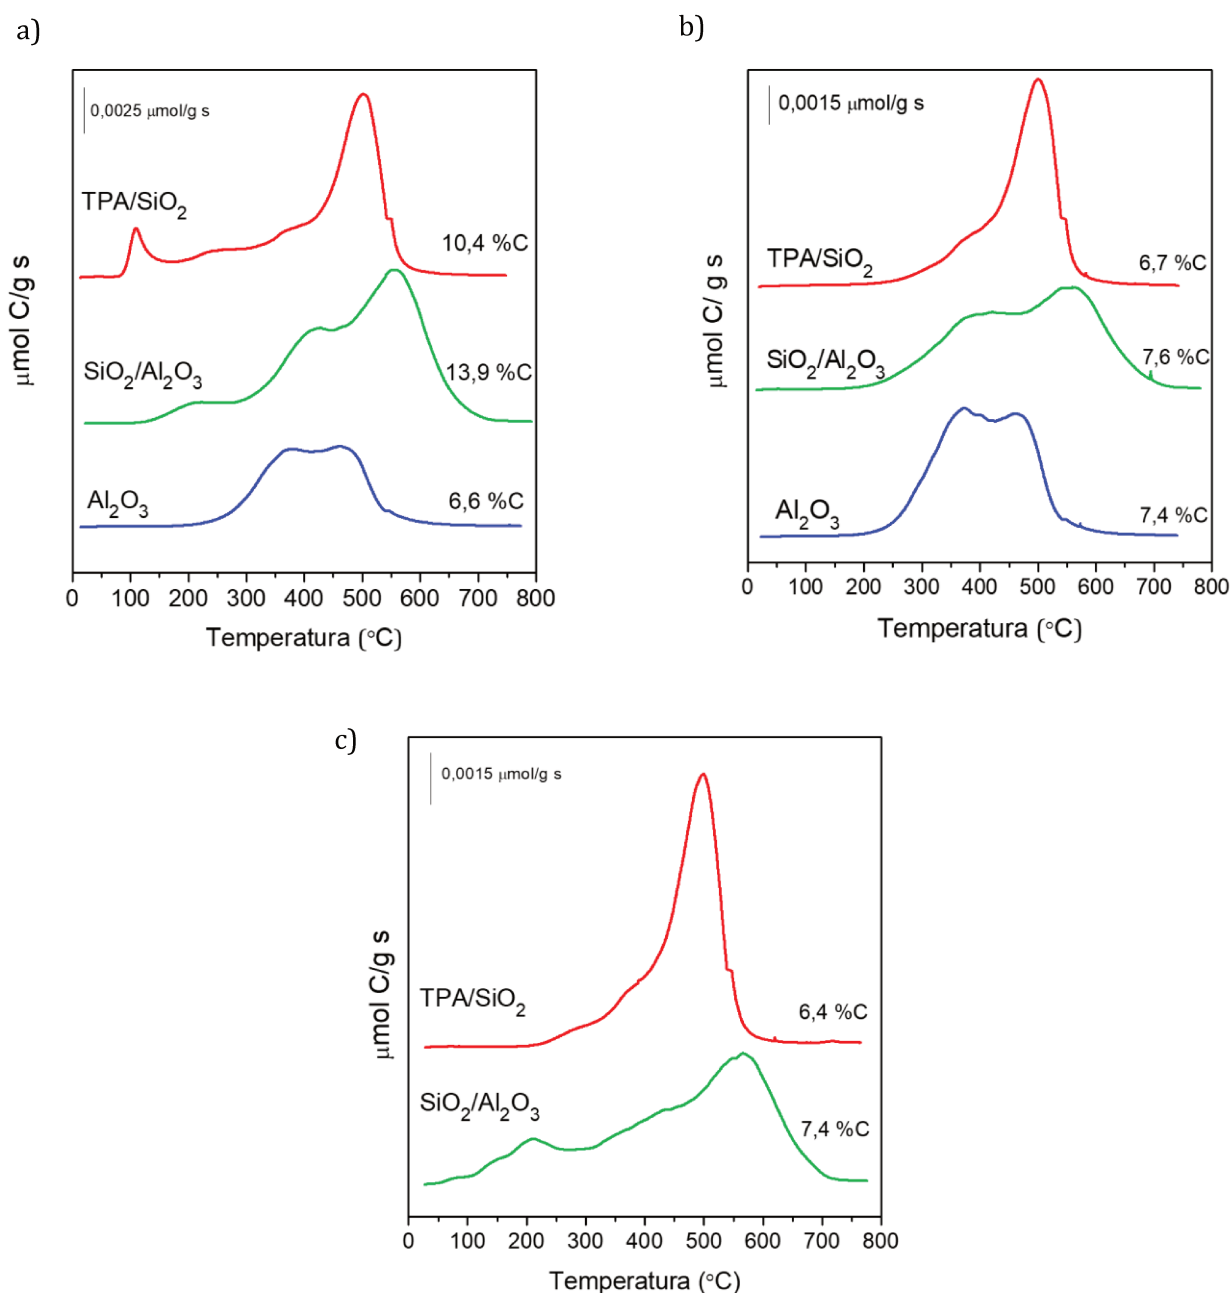 a)
0,0025 μmol/g s
TPA/SiO2
10,4 %C
SiO2/Al2O3
13,9 %C
Al2O3
6,6 %C
μmol C/g s
0 100 200 300 400 500 600 700 800
Temperatura (°C)
b)
0,0015 μmol/g s
TPA/SiO2
6,7 %C
SiO2/Al2O3
7,6 %C
Al2O3
7,4 %C
μmol C/ g s
0 100 200 300 400 500 600 700 800
Temperatura (°C)
c)
0,0015 μmol/g s
TPA/SiO2
6,4 %C
SiO2/Al2O3
7,4 %C
μmol C/g s
0 100 200 300 400 500 600 700 800
Temperatura (°C)